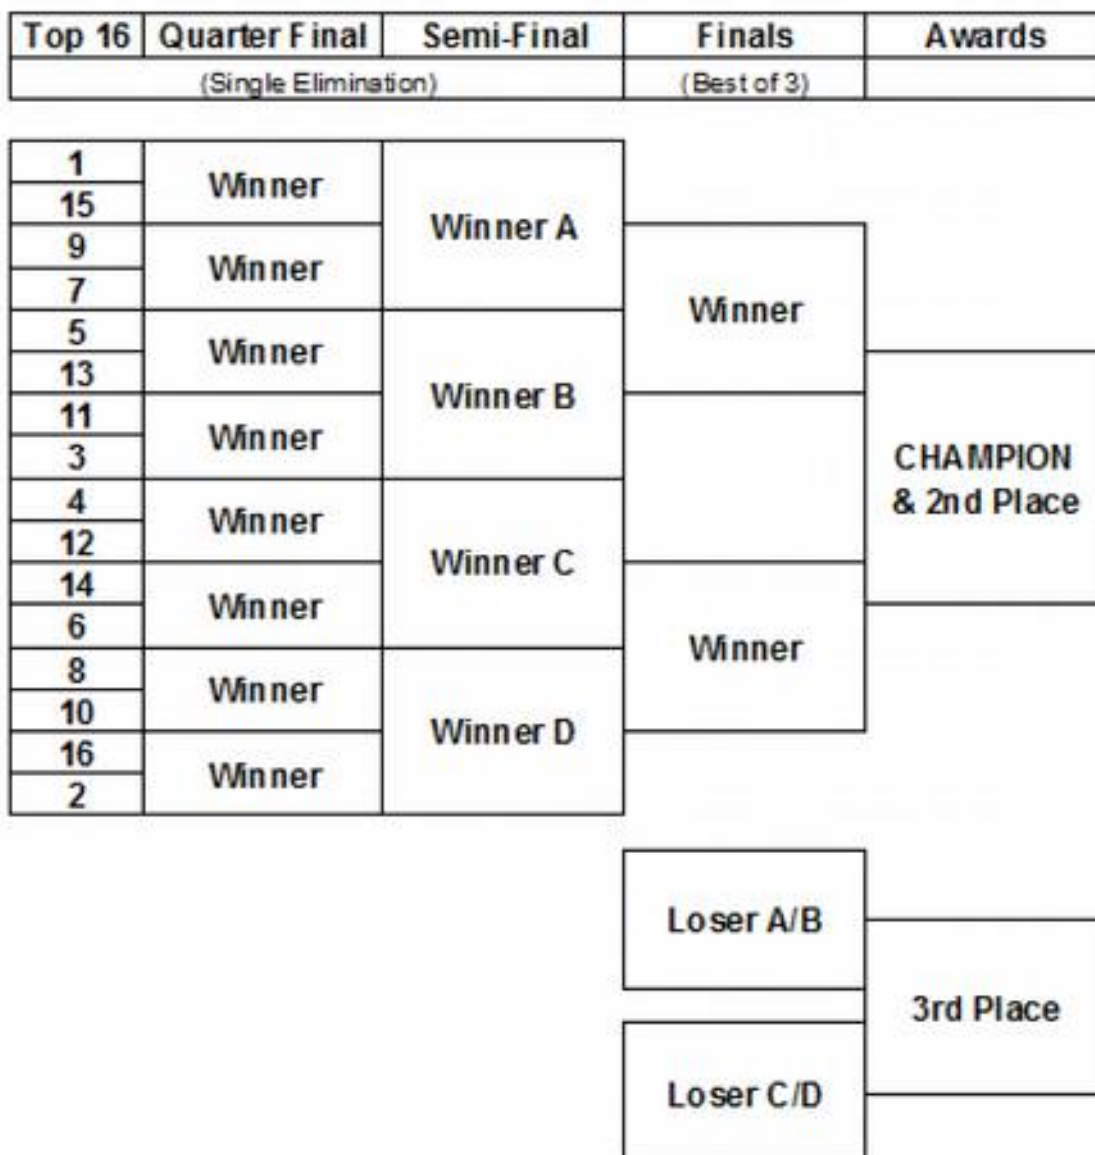 Top 16 Quarter Final Semi-Final Finals Awards
(Single Elimination) (Best of 3)
1
15
Winner
9
7
Winner
Winner A
5
13
Winner
11
3
Winner
Winner B
Winner
4
12
Winner
14
6
Winner
Winner C
8
10
Winner
16
2
Winner
Winner D
Winner
CHAMPION
& 2nd Place
Loser A/B
Loser C/D
3rd Place